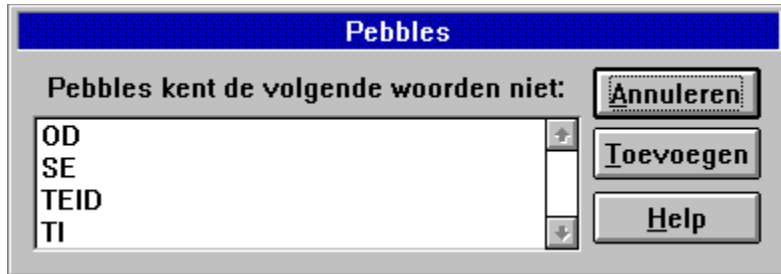 Pebbles
Pebbles kent de volgende woorden niet:
OD
SE
TEID
TI
Annuleren
Toevoegen
Help